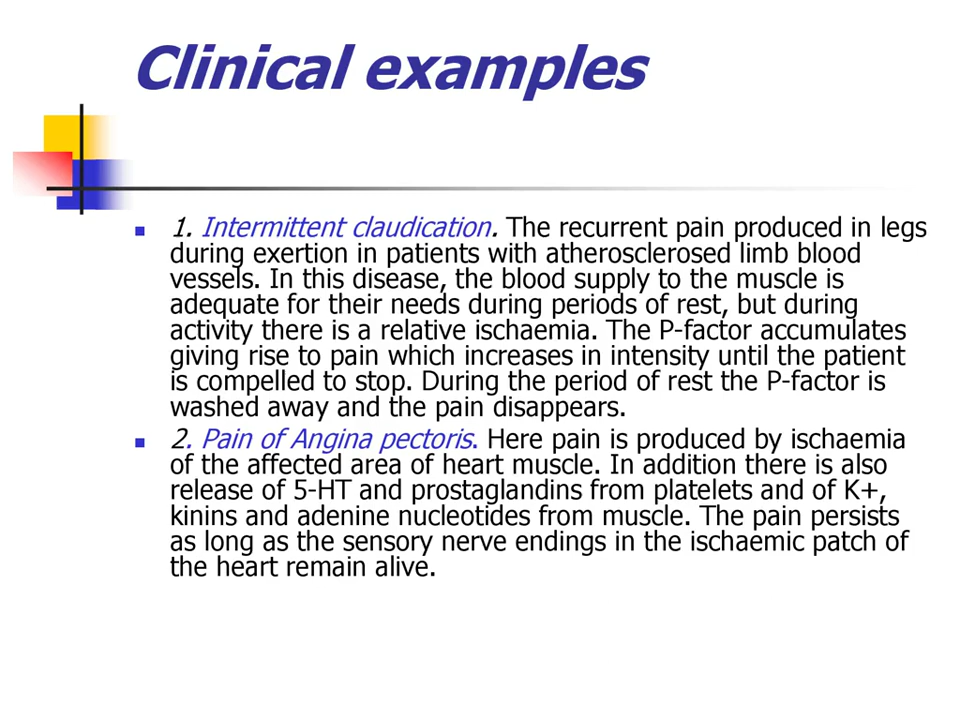 Clinical examples
1. Intermittent claudication. The recurrent pain produced in legs
during exertion in patients with atherosclerosed limb blood
vessels. In this disease, the blood supply to the muscle is
adequate for their needs during periods of rest, but during
activity there is a relative ischaemia. The P-factor accumulates
giving rise to pain which increases in intensity until the patient
is compelled to stop. During the period of rest the P-factor is
washed away and the pain disappears.
2. Pain of Angina pectoris. Here pain is produced by ischaemia
of the affected area of heart muscle. In addition there is also
release of 5-HT and prostaglandins from platelets and of K+,
kinins and adenine nucleotides from muscle. The pain persists
as long as the sensory nerve endings in the ischaemic patch of
the heart remain alive.